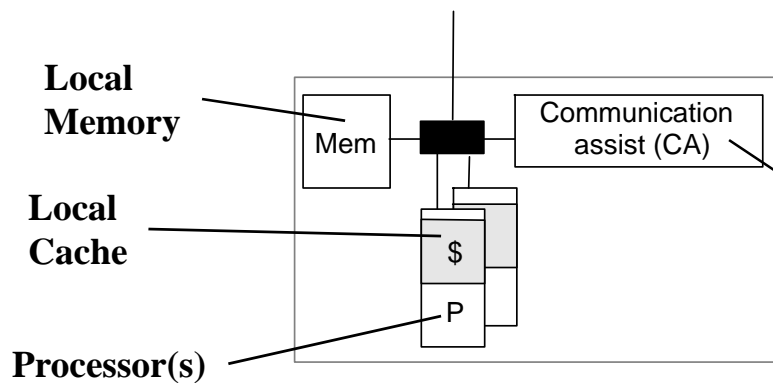 Local
Memory
Mem
Communication
assist (CA)
Local
Cache
$
P
Processor(s)